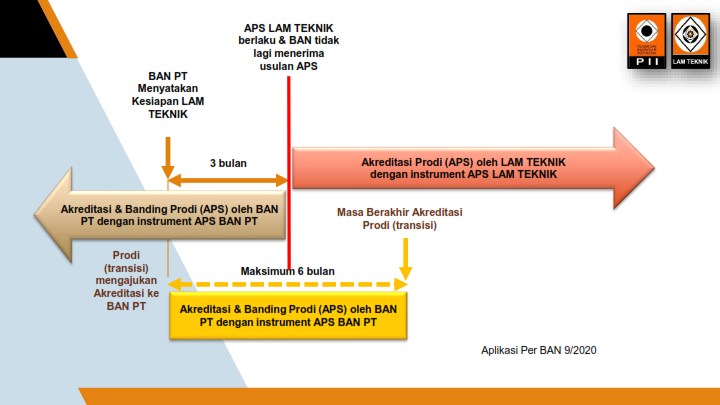 APS LAM TEKNIK
berlaku & BAN tidak
lagi menerima
usulan APS
BAN PT
Menyatakan
Kesiapan LAM
TEKNIK
PII
LAM TEKNIK
3 bulan
Akreditasi Prodi (APS) oleh LAM TEKNIK
dengan instrument APS LAM TEKNIK
Akreditasi & Banding Prodi (APS) oleh BAN
PT dengan instrument APS BAN PT
Masa Berakhir Akreditasi
Prodi (transisi)
Prodi
(transisi)
mengajukan
Akreditasi ke
BAN PT
Maksimum 6 bulan
Akreditasi & Banding Prodi (APS) oleh BAN
PT dengan instrument APS BAN PT
Aplikasi Per BAN 9/2020